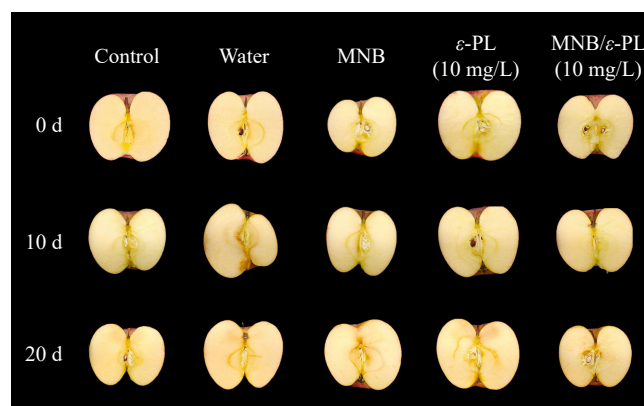 Control
Water
MNB
ε-PL
(10 mg/L)
MNB/ε-PL
(10 mg/L)
0 d
10 d
20 d